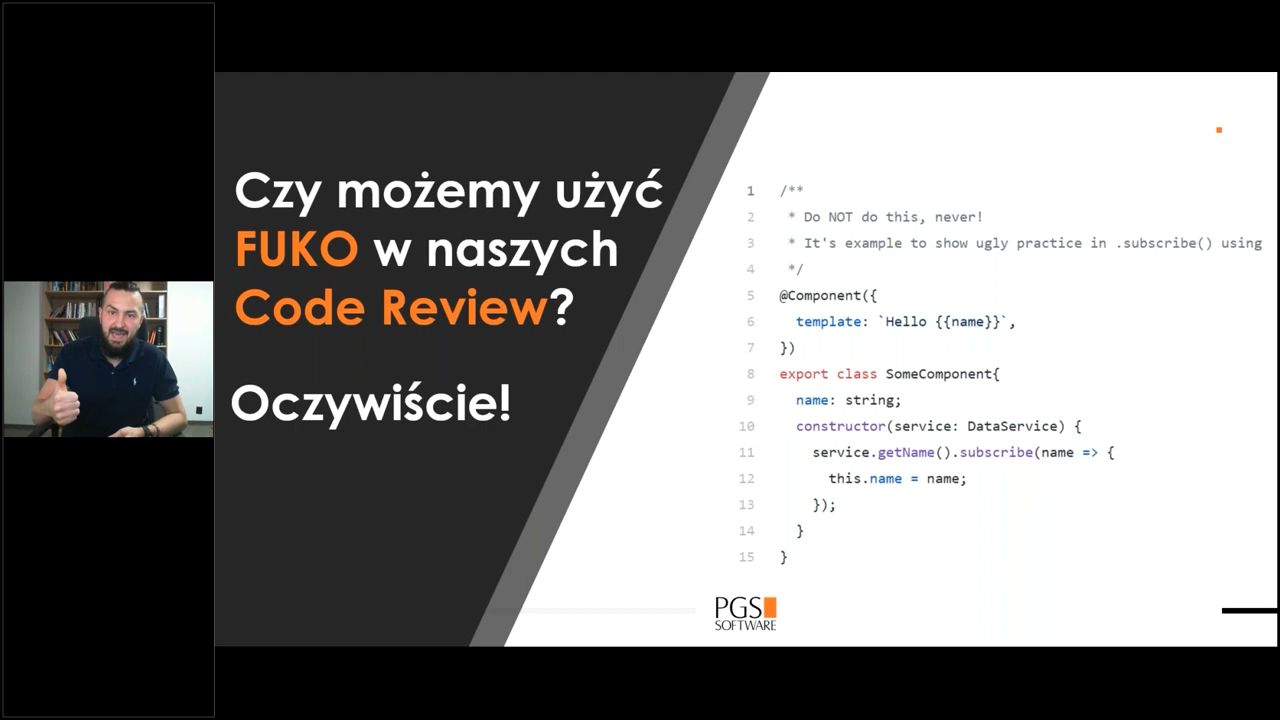 Czy możemy użyć
FUKO w naszych
Code Review?
Oczywiście!
1 /**
2 * Do NOT do this, never!
3 * It's example to show ugly practice in .subscribe() using
4 */
5 @Component({
6 template: `Hello {{name}}`,
7 })
8 export class SomeComponent{
9 name: string;
10 constructor(service: DataService) {
11 service.getName().subscribe(name => {
12 this.name = name;
13 });
14 }
15 }
PGS
SOFTWARE